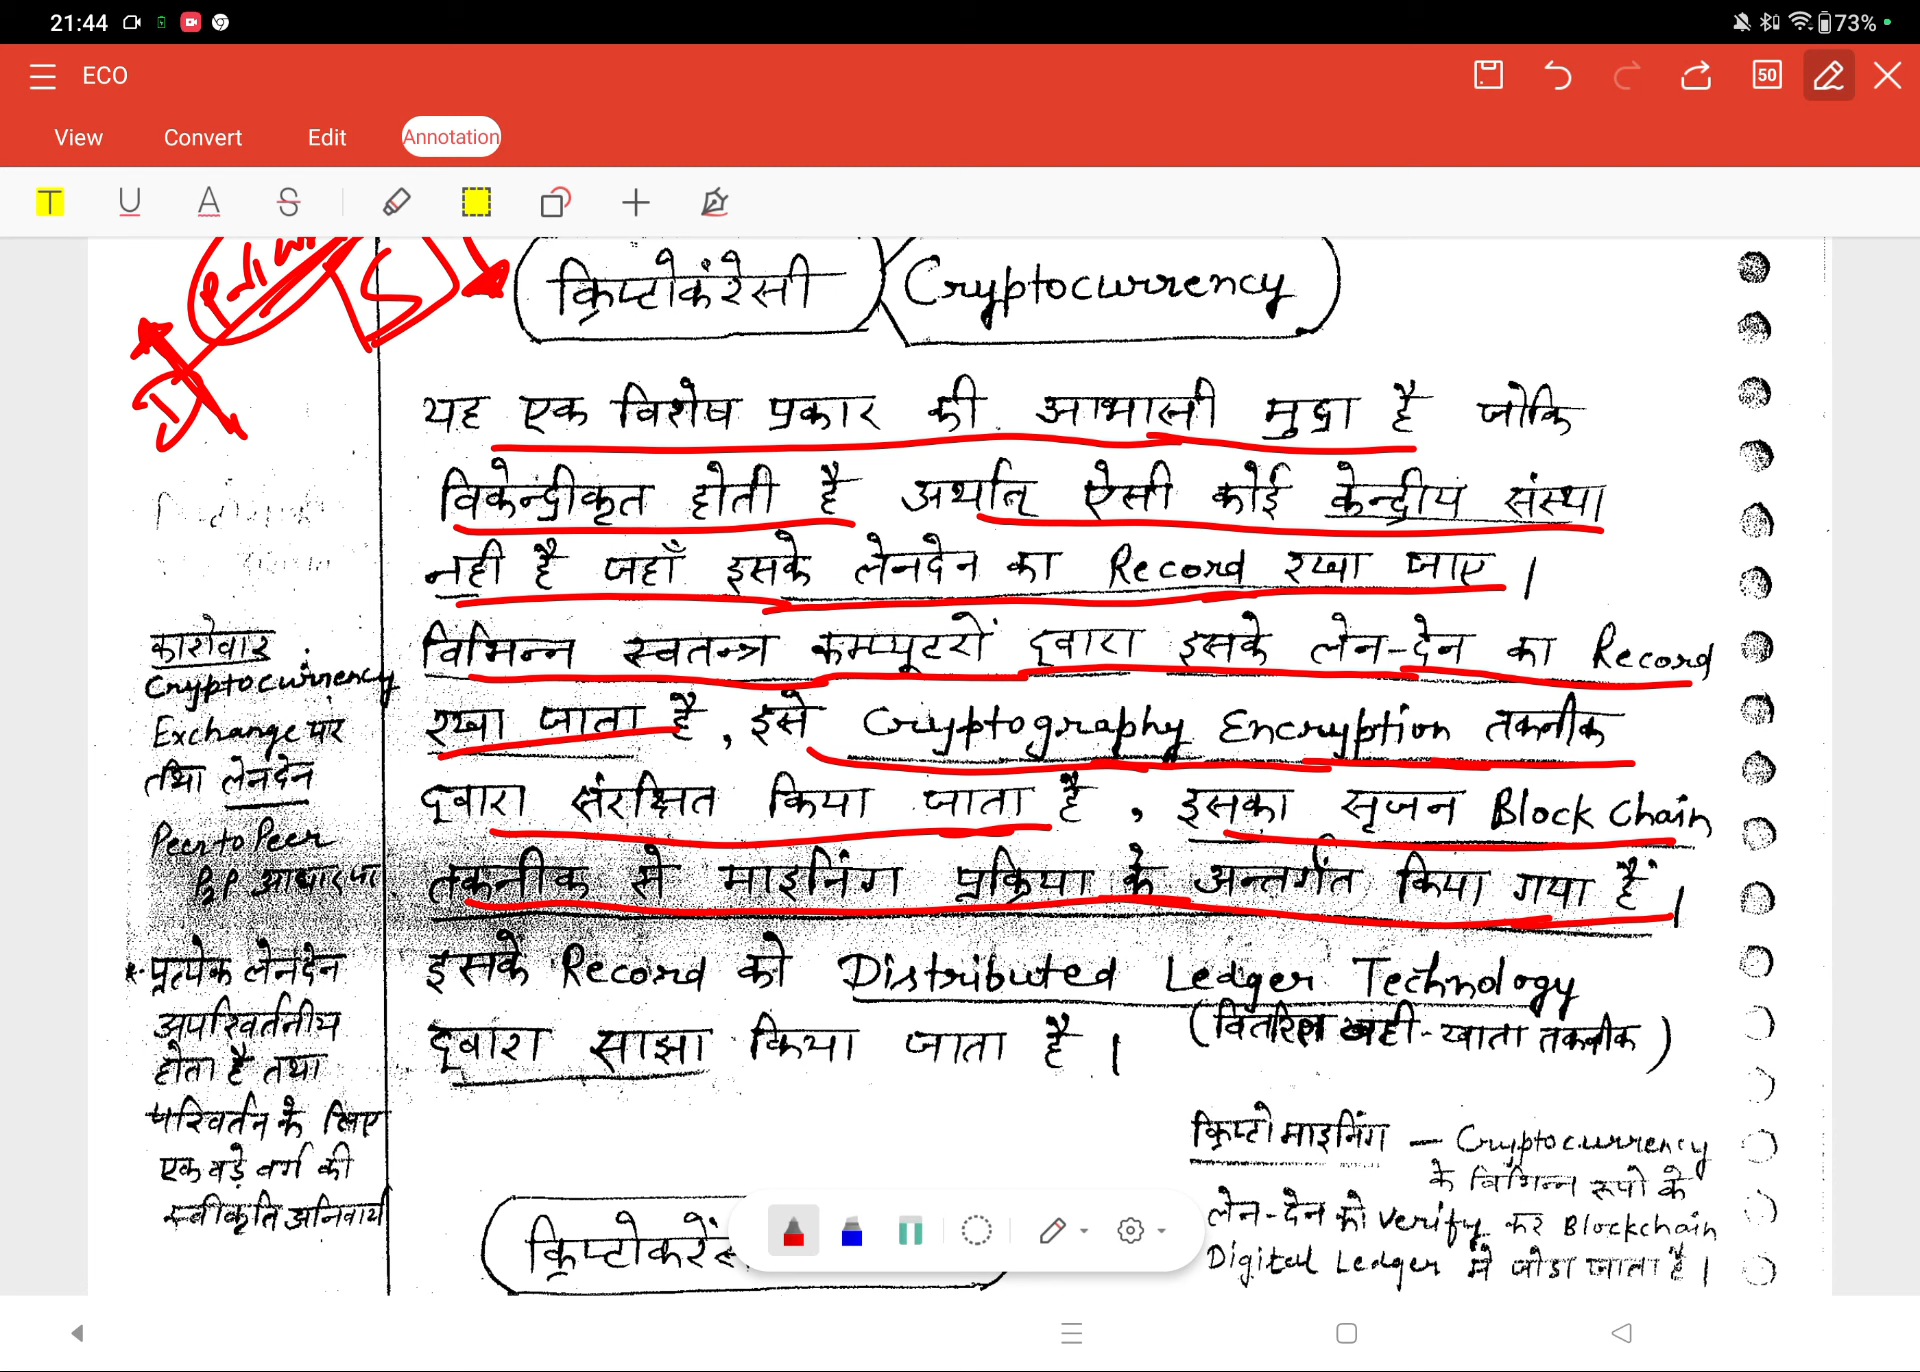 21:44
73%
ECO
50
View Convert Edit Annotation
क्रिप्टोकंरेसी Cryptocurrency
यह एक विशेष प्रकार की आभासी मुद्रा है जोकि
विकेन्द्रीकृत होती है अर्थात ऐसी कोई केन्द्रीय संस्था
नही है जहाँ इसके लेनदेन का Record रखा जाए।
विभिन्न स्वतन्त्र कम्प्यूटरों द्वारा इसके लेन-देन का Record
रखा जाता है, इसे Cryptography Encryption तकनीक
द्वारा संरक्षित किया जाता है, इसका सृजन Block Chain
तकनीक से माइनिंग प्रक्रिया के अन्तर्गत किया गया है।
इसके Record को Distributed Ledger Technology
(वितरित बही-खाता तकनीक)
द्वारा साझा किया जाता है।
कारोवार
Cryptocurrency
Exchange पर
तथा लेनदेन
Peer to Peer
P2P आधार पर
* प्रत्येक लेनदेन
अपरिवर्तनीय
होता है तथा
परिवर्तन के लिए
एक बड़े वर्ग की
स्वीकृति अनिवार्य
क्रिप्टो माइनिंग – Cryptocurrency
के विभिन्न रूपो के
लेन-देन को Verify कर Blockchain
Digital Ledger में जोडा जाता है।